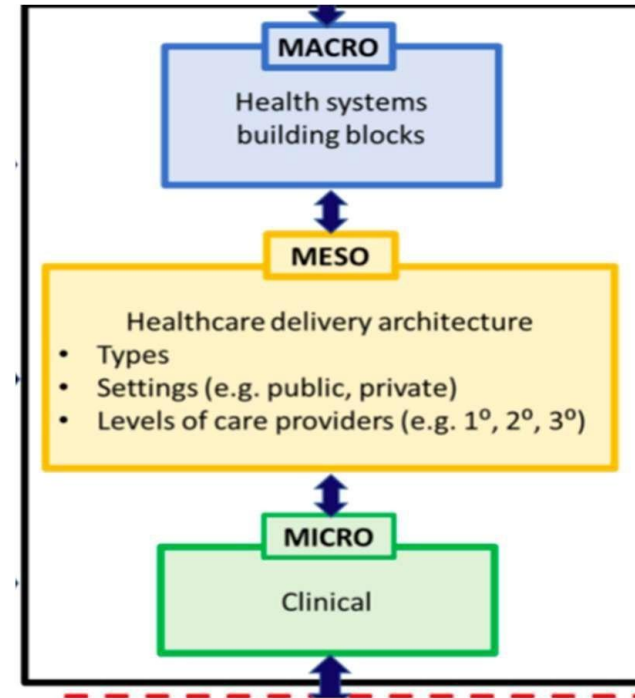 MACRO
Health systems
building blocks
MESO
Healthcare delivery architecture
• Types
• Settings (e.g. public, private)
• Levels of care providers (e.g. 1º, 2º, 3º)
MICRO
Clinical